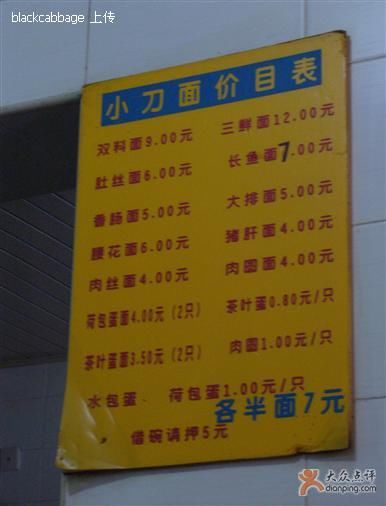 blackcabbage 上传
小刀面价目表
双料面9.00元 三鲜面12.00元
肚丝面6.00元 长鱼面7.00元
香肠面5.00元 大排面5.00元
腰花面6.00元 猪肝面4.00元
肉丝面4.00元 肉圆面4.00元
荷包蛋面4.00元(2只) 茶叶蛋0.80元/只
茶叶蛋面3.50元(2只) 肉圆1.00元/只
水包蛋 荷包蛋1.00元/只
各半面7元
借碗请押5元
大众点评
dianping.com